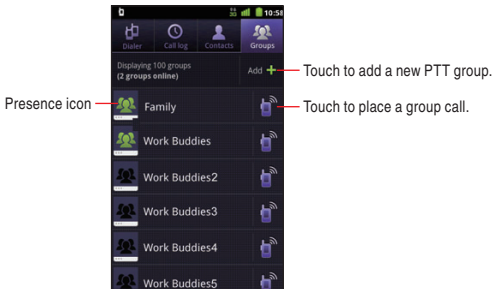 3G 10:58
Dialer Call log Contacts Groups
Displaying 100 groups
(2 groups online)
Add
Touch to add a new PTT group.
Presence icon
Family
Touch to place a group call.
Work Buddies
Work Buddies2
Work Buddies3
Work Buddies4
Work Buddies5